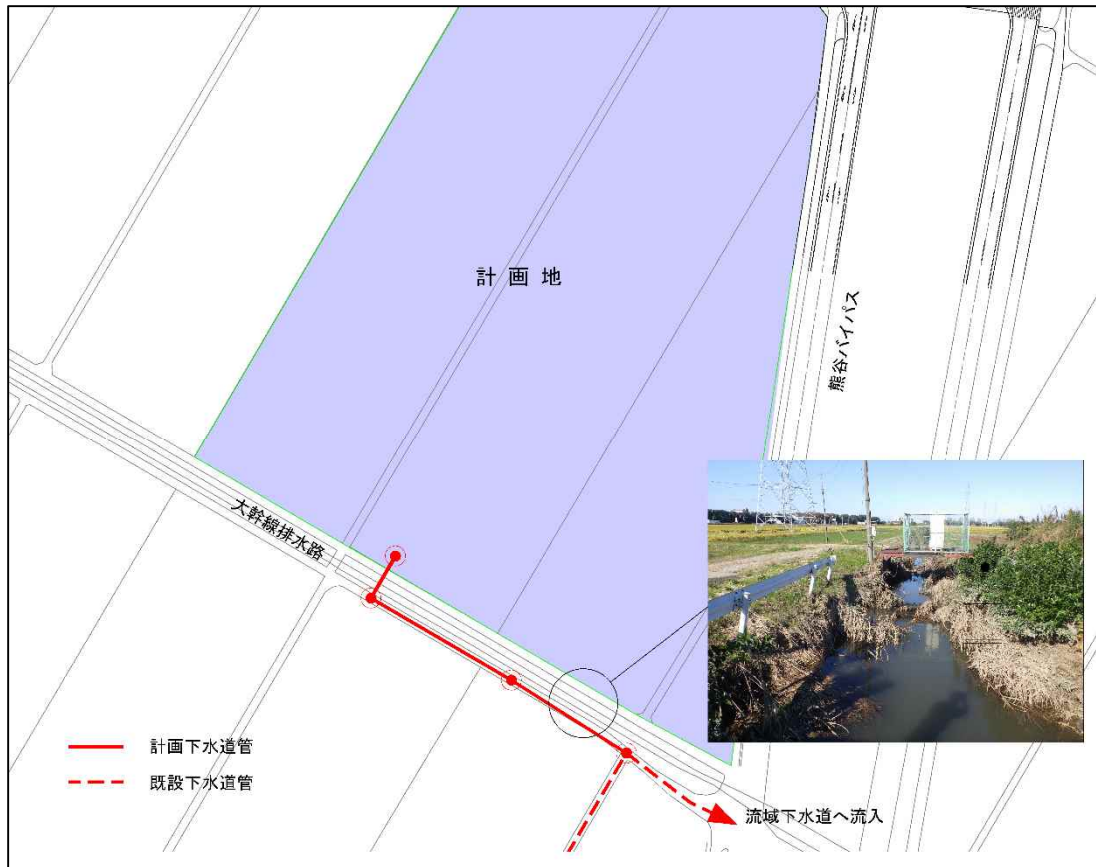 計画地
熊谷バイパス
大幹線排水路
計画下水道管
既設下水道管
流域下水道へ流入